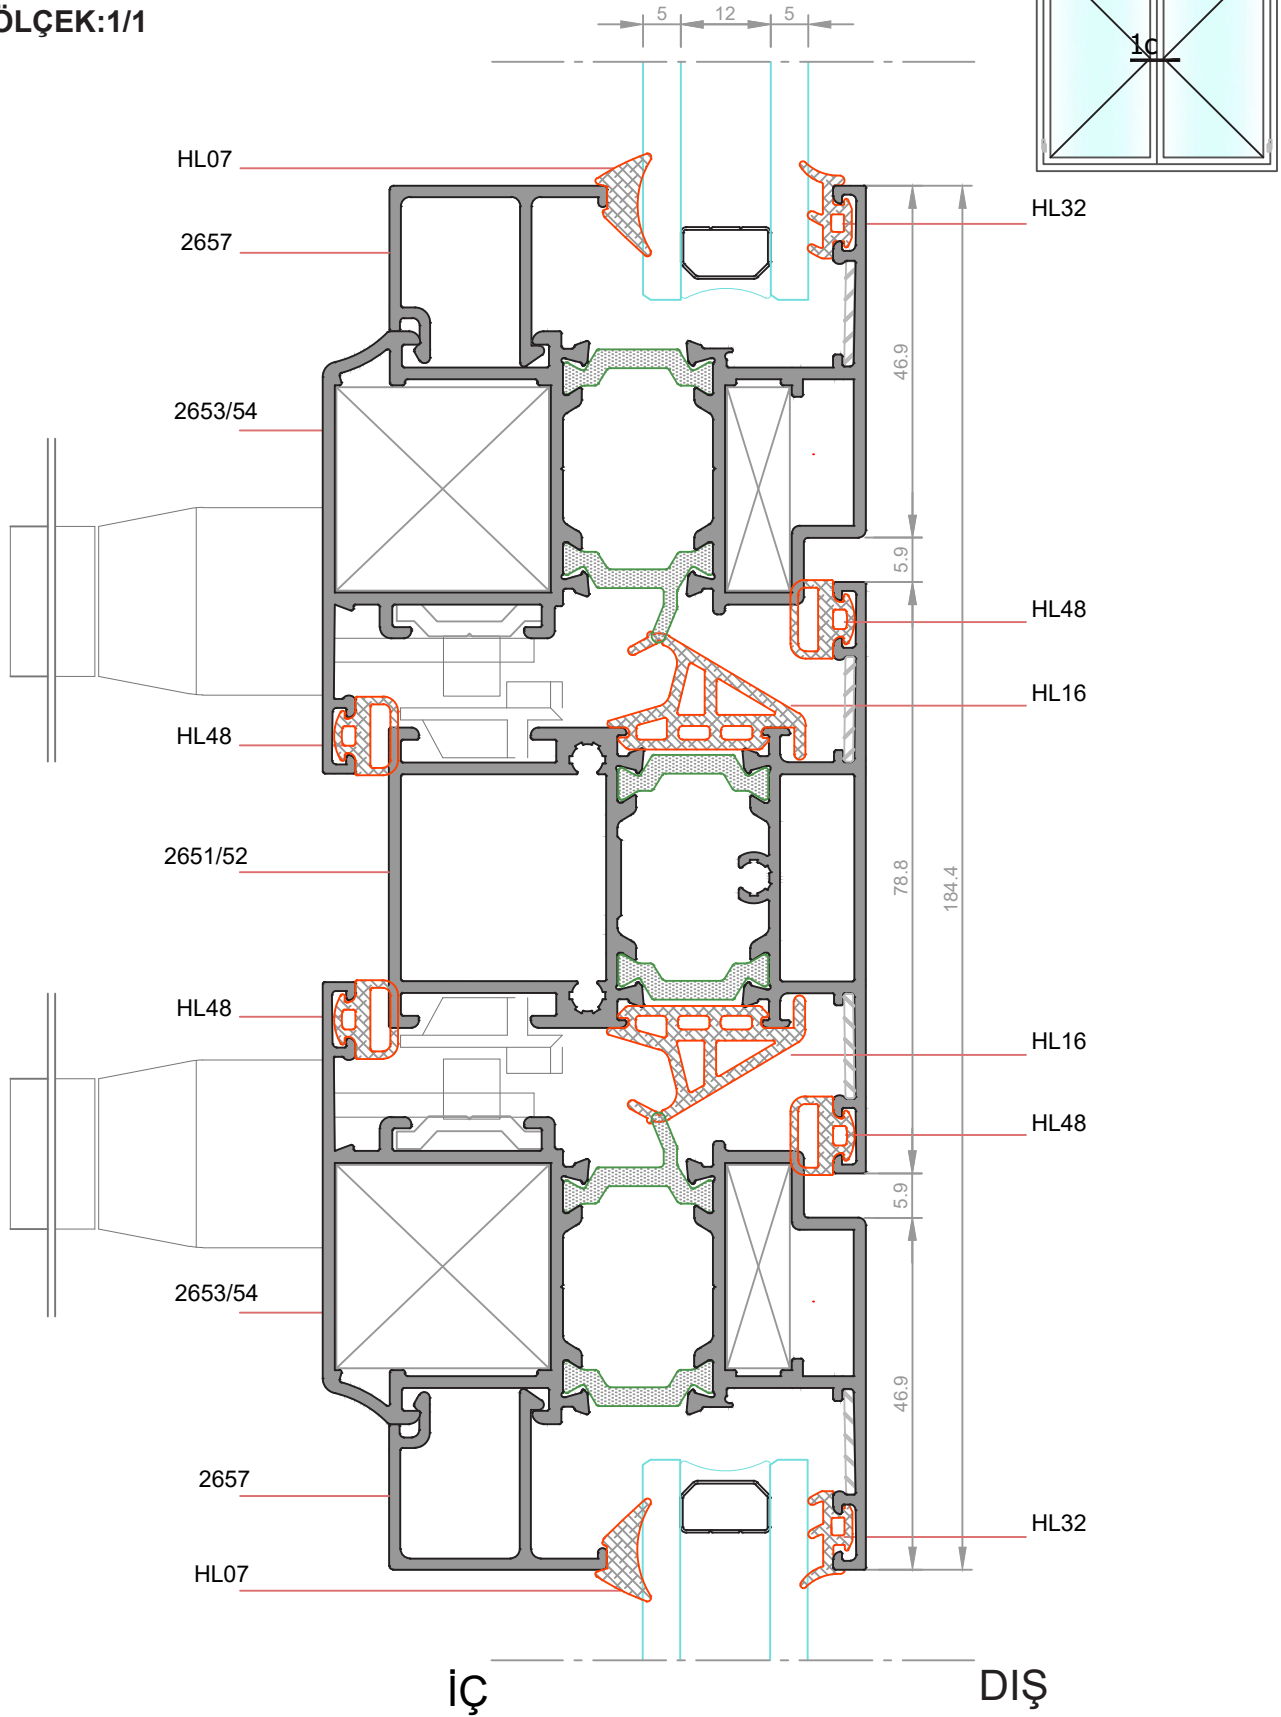 ÖLÇEK:1/1
5
12
5
1c
HL07
HL32
2657
46.9
2653/54
5.9
HL48
HL16
HL48
2651/52
78.8
184.4
HL48
HL16
HL48
5.9
2653/54
46.9
2657
HL32
HL07
İÇ
DIŞ